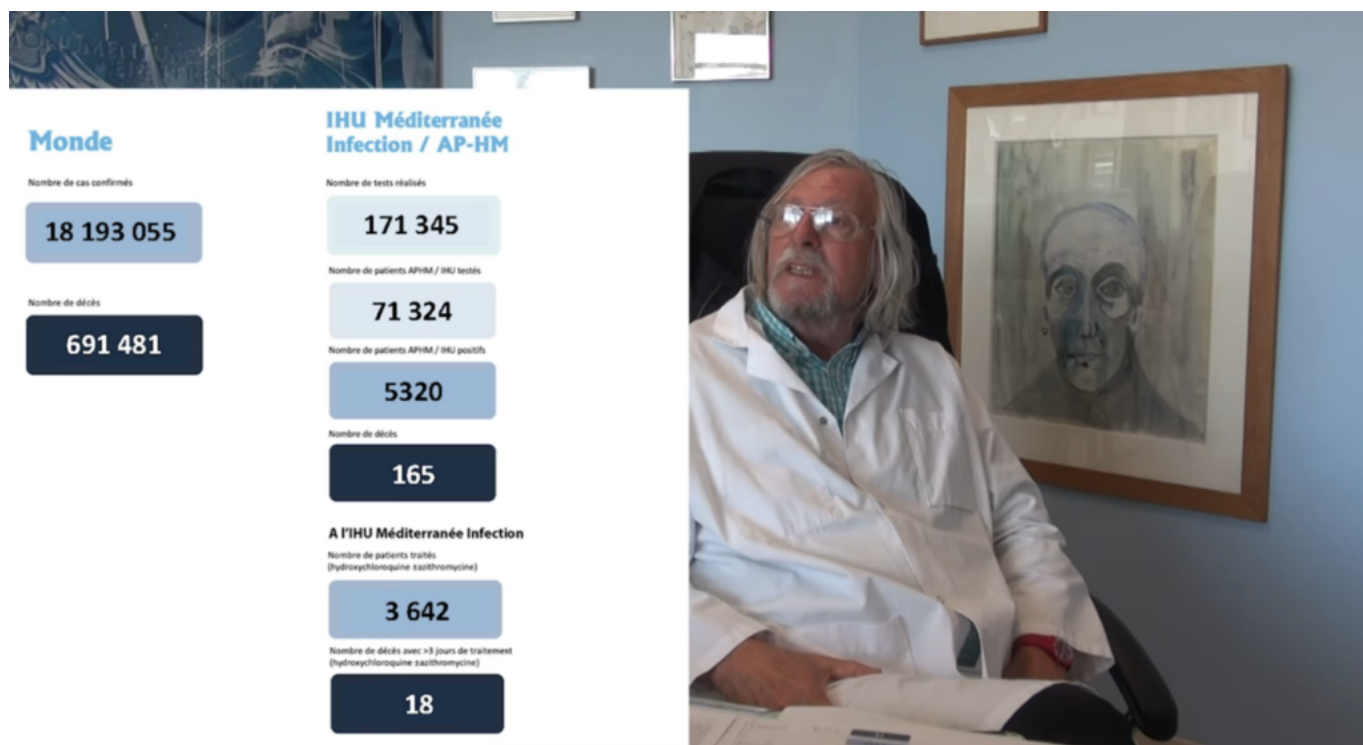 MONUMENT
Monde
Nombre de cas confirmés
18 193 055
Nombre de décès
691 481
IHU Méditerranée
Infection / AP-HM
Nombre de tests réalisés
171 345
Nombre de patients APHM / IHU testés
71 324
Nombre de patients APHM / IHU positifs
5320
Nombre de décès
165
A l'IHU Méditerranée Infection
Nombre de patients traités
(hydroxychloroquine ±azithromycine)
3 642
Nombre de décès avec >3 jours de traitement
(hydroxychloroquine ±azithromycine)
18